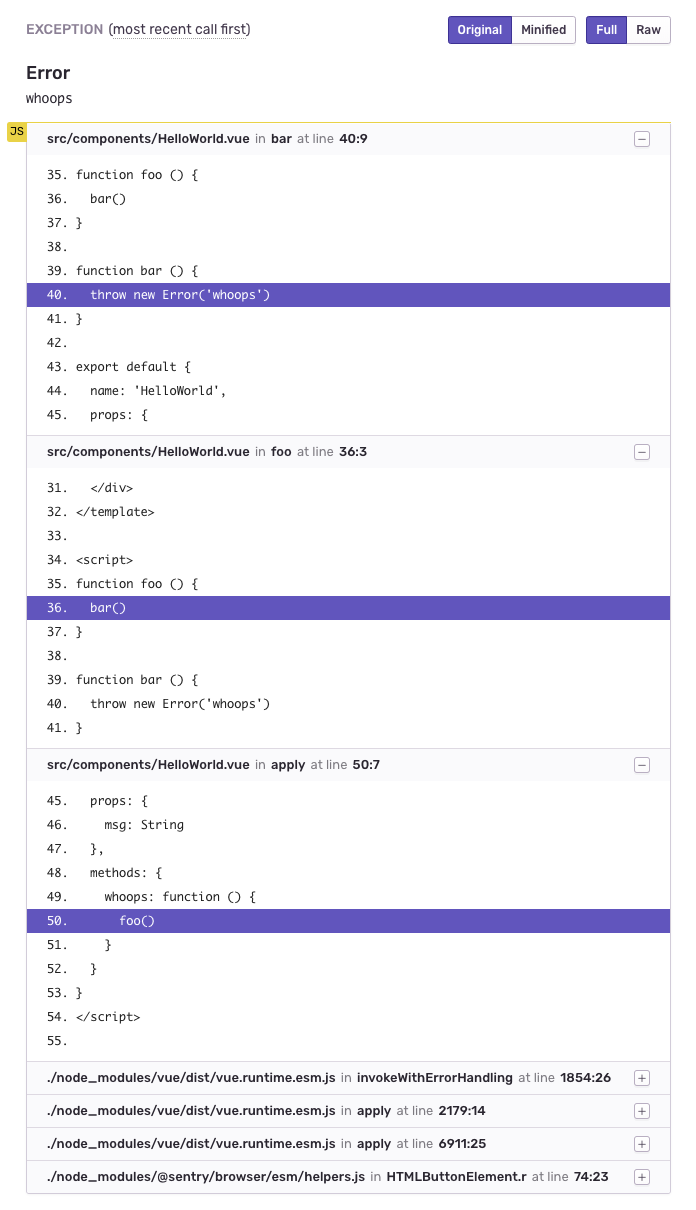 EXCEPTION (most recent call first) Original Minified Full Raw
Error
whoops
JS
src/components/HelloWorld.vue in bar at line 40:9
35. function foo () {
36.   bar()
37. }
38.
39. function bar () {
40.   throw new Error('whoops')
41. }
42.
43. export default {
44.   name: 'HelloWorld',
45.   props: {
src/components/HelloWorld.vue in foo at line 36:3
31.   </div>
32. </template>
33.
34. <script>
35. function foo () {
36.   bar()
37. }
38.
39. function bar () {
40.   throw new Error('whoops')
41. }
src/components/HelloWorld.vue in apply at line 50:7
45.   props: {
46.     msg: String
47.   },
48.   methods: {
49.     whoops: function () {
50.       foo()
51.     }
52.   }
53. }
54. </script>
55.
./node_modules/vue/dist/vue.runtime.esm.js in invokeWithErrorHandling at line 1854:26
./node_modules/vue/dist/vue.runtime.esm.js in apply at line 2179:14
./node_modules/vue/dist/vue.runtime.esm.js in apply at line 6911:25
./node_modules/@sentry/browser/esm/helpers.js in HTMLButtonElement.r at line 74:23